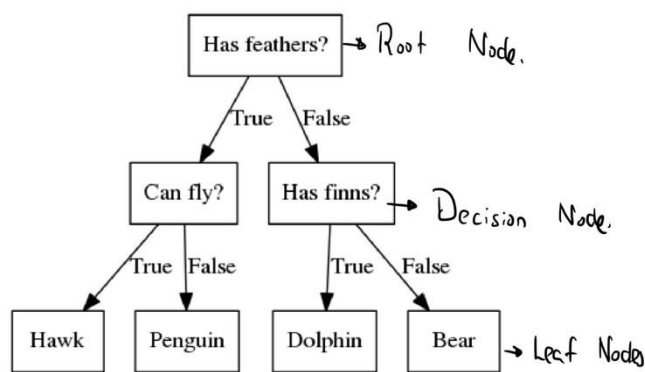 Has feathers? → Root Node.
True False
Can fly? Has finns? → Decision Node.
True False True False
Hawk Penguin Dolphin Bear → Leaf Nodes